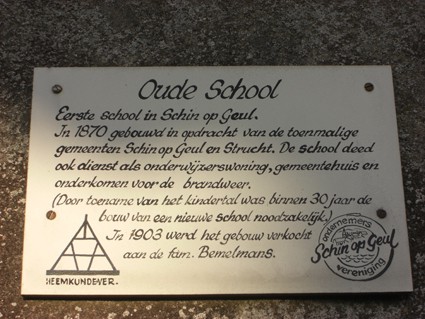 Oude School
Eerste school in Schin op Geul.
In 1870 gebouwd in opdracht van de toenmalige
gemeenten Schin op Geul en Strucht. De school deed
ook dienst als onderwijzerswoning, gemeentehuis en
onderkomen voor de brandweer.
(Door toename van het kindertal was binnen 30 jaar de
bouw van een nieuwe school noodzakelijk.)
In 1903 werd het gebouw verkocht
aan de fam. Bemelmans.
HEEMKUNDEVER.
ondernemers
Schin op Geul
vereniging